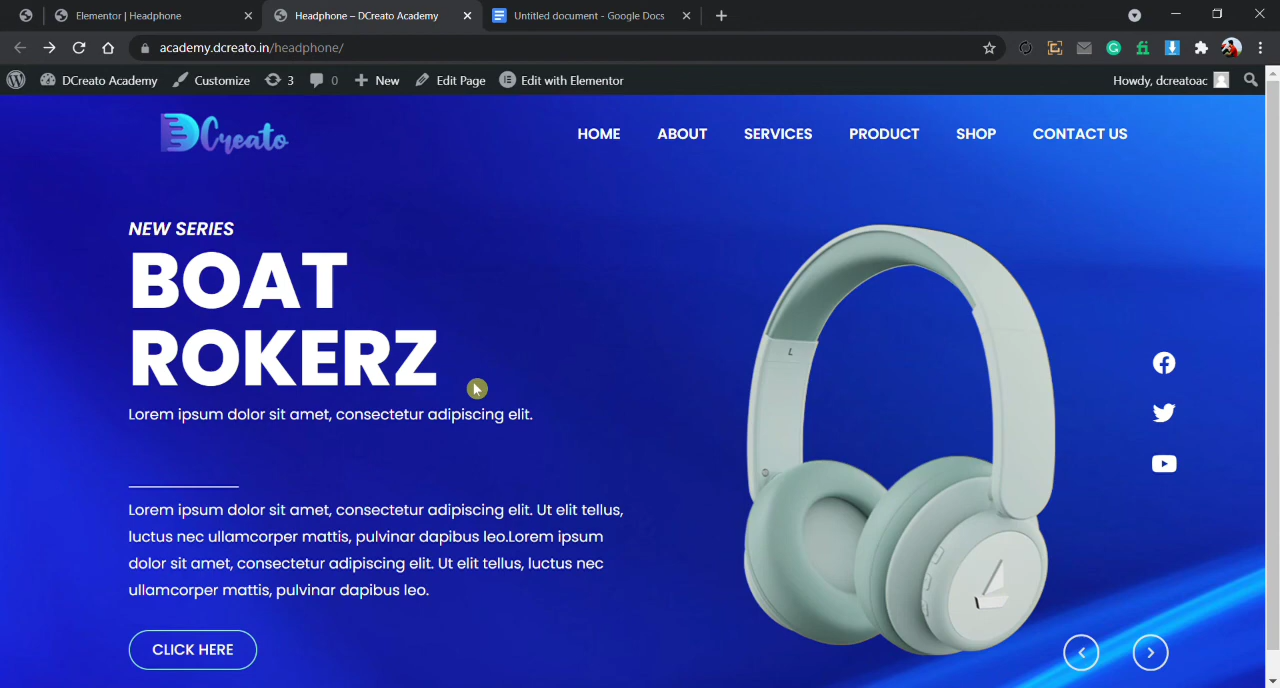 Elementor | Headphone
Headphone – DCreato Academy
Untitled document - Google Docs
academy.dcreato.in/headphone/
DCreato Academy
Customize
3
0
New
Edit Page
Edit with Elementor
Howdy, dcreatoac
DCreato
HOME
ABOUT
SERVICES
PRODUCT
SHOP
CONTACT US
NEW SERIES
BOAT
ROKERZ
Lorem ipsum dolor sit amet, consectetur adipiscing elit.
Lorem ipsum dolor sit amet, consectetur adipiscing elit. Ut elit tellus,
luctus nec ullamcorper mattis, pulvinar dapibus leo.Lorem ipsum
dolor sit amet, consectetur adipiscing elit. Ut elit tellus, luctus nec
ullamcorper mattis, pulvinar dapibus leo.
CLICK HERE
L